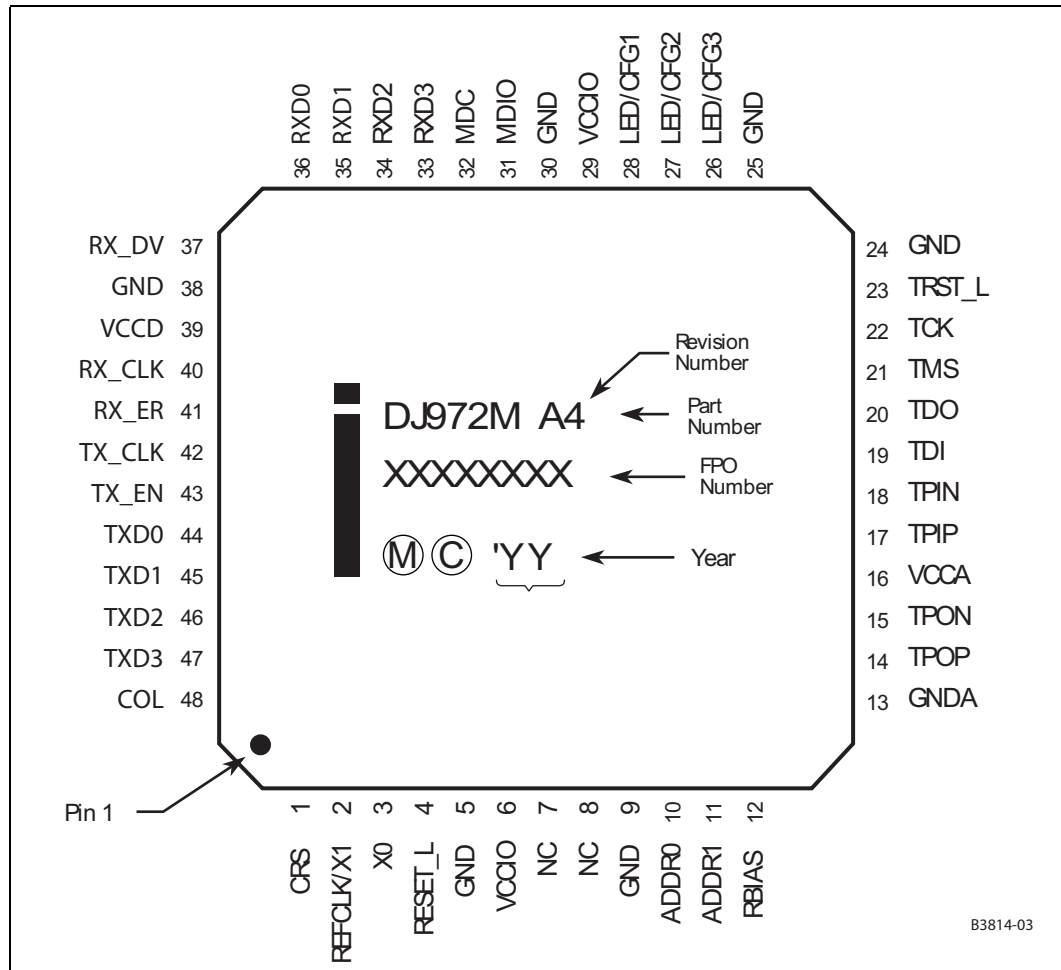 36 RXD0
35 RXD1
34 RXD2
33 RXD3
32 MDC
31 MDIO
30 GND
29 VCCIO
28 LED/CFG1
27 LED/CFG2
26 LED/CFG3
25 GND
RX_DV 37
GND 38
VCCD 39
RX_CLK 40
RX_ER 41
TX_CLK 42
TX_EN 43
TXD0 44
TXD1 45
TXD2 46
TXD3 47
COL 48
DJ972M A4
XXXXXXXX
M C 'YY
Revision
Number
Part
Number
FPO
Number
Year
24 GND
23 TRST_L
22 TCK
21 TMS
20 TDO
19 TDI
18 TPIN
17 TPIP
16 VCCA
15 TPON
14 TPOP
13 GNDA
Pin 1
CRS 1
REFCLK/X1 2
X0 3
RESET_L 4
GND 5
VCCIO 6
NC 7
NC 8
GND 9
ADDR0 10
ADDR1 11
RBIAS 12
B3814-03